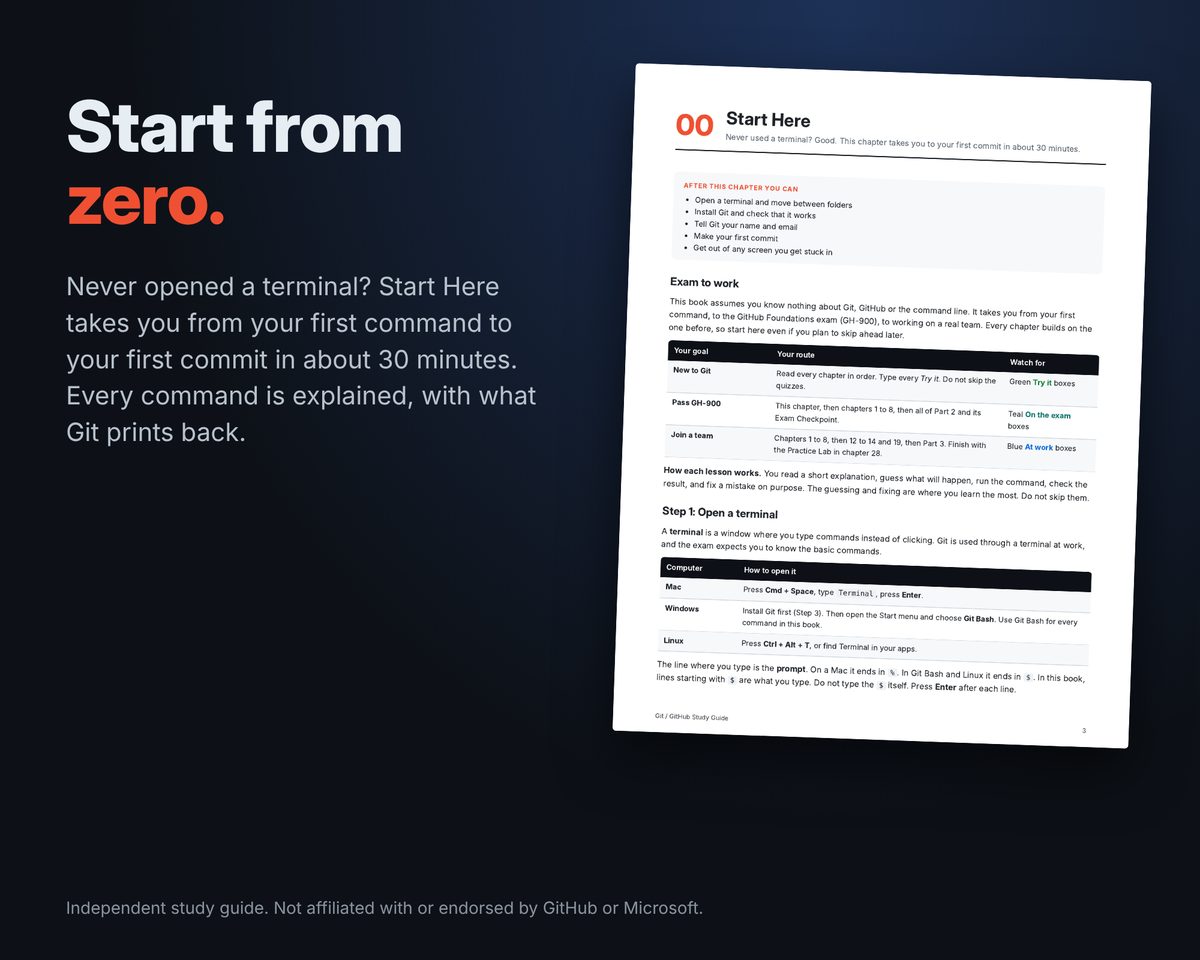 Start from
zero.
Never opened a terminal? Start Here
takes you from your first command to
your first commit in about 30 minutes.
Every command is explained, with what
Git prints back.
00 Start Here
Never used a terminal? Good. This chapter takes you to your first commit in about 30 minutes.
AFTER THIS CHAPTER YOU CAN
• Open a terminal and move between folders
• Install Git and check that it works
• Tell Git your name and email
• Make your first commit
• Get out of any screen you get stuck in
Exam to work
This book assumes you know nothing about Git, GitHub or the command line. It takes you from your first
command, to the GitHub Foundations exam (GH-900), to working on a real team. Every chapter builds on the
one before, so start here even if you plan to skip ahead later.
Your goal Your route Watch for
New to Git Read every chapter in order. Type every Try it. Do not skip the Green Try it boxes
quizzes.
Pass GH-900 This chapter, then chapters 1 to 8, then all of Part 2 and its Teal On the exam
Exam Checkpoint. boxes
Join a team Chapters 1 to 8, then 12 to 14 and 19, then Part 3. Finish with Blue At work boxes
the Practice Lab in chapter 28.
How each lesson works. You read a short explanation, guess what will happen, run the command, check the
result, and fix a mistake on purpose. The guessing and fixing are where you learn the most. Do not skip them.
Step 1: Open a terminal
A terminal is a window where you type commands instead of clicking. Git is used through a terminal at work,
and the exam expects you to know the basic commands.
Computer How to open it
Mac Press Cmd + Space, type Terminal , press Enter.
Windows Install Git first (Step 3). Then open the Start menu and choose Git Bash. Use Git Bash for every
command in this book.
Linux Press Ctrl + Alt + T, or find Terminal in your apps.
The line where you type is the prompt. On a Mac it ends in % . In Git Bash and Linux it ends in $ . In this book,
lines starting with $ are what you type. Do not type the $ itself. Press Enter after each line.
Git / GitHub Study Guide
3
Independent study guide. Not affiliated with or endorsed by GitHub or Microsoft.